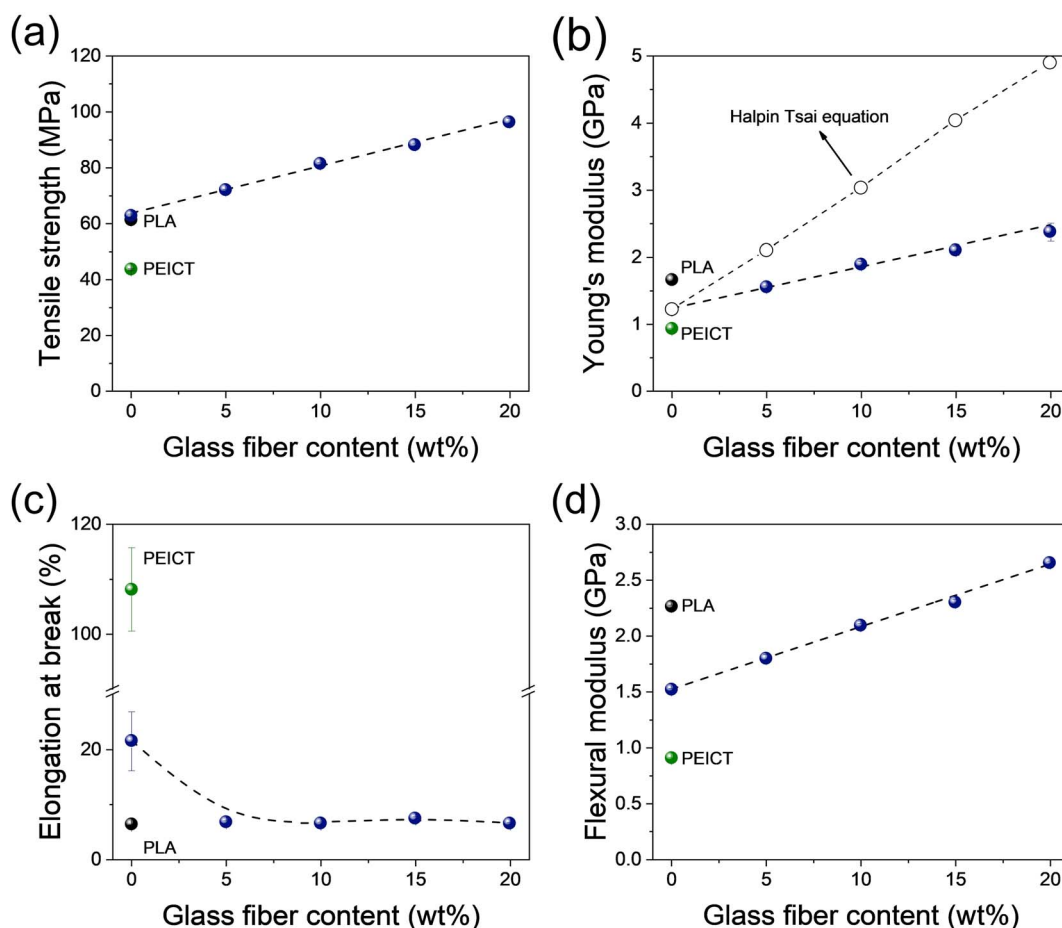 (a)
120
100
80
60
40
20
0
Tensile strength (MPa)
PLA
PEICT
0 5 10 15 20
Glass fiber content (wt%)
(b)
5
4
3
2
1
0
Young's modulus (GPa)
Halpin Tsai equation
PLA
PEICT
0 5 10 15 20
Glass fiber content (wt%)
(c)
120
100
20
0
Elongation at break (%)
PEICT
PLA
0 5 10 15 20
Glass fiber content (wt%)
(d)
3.0
2.5
2.0
1.5
1.0
0.5
0.0
Flexural modulus (GPa)
PLA
PEICT
0 5 10 15 20
Glass fiber content (wt%)